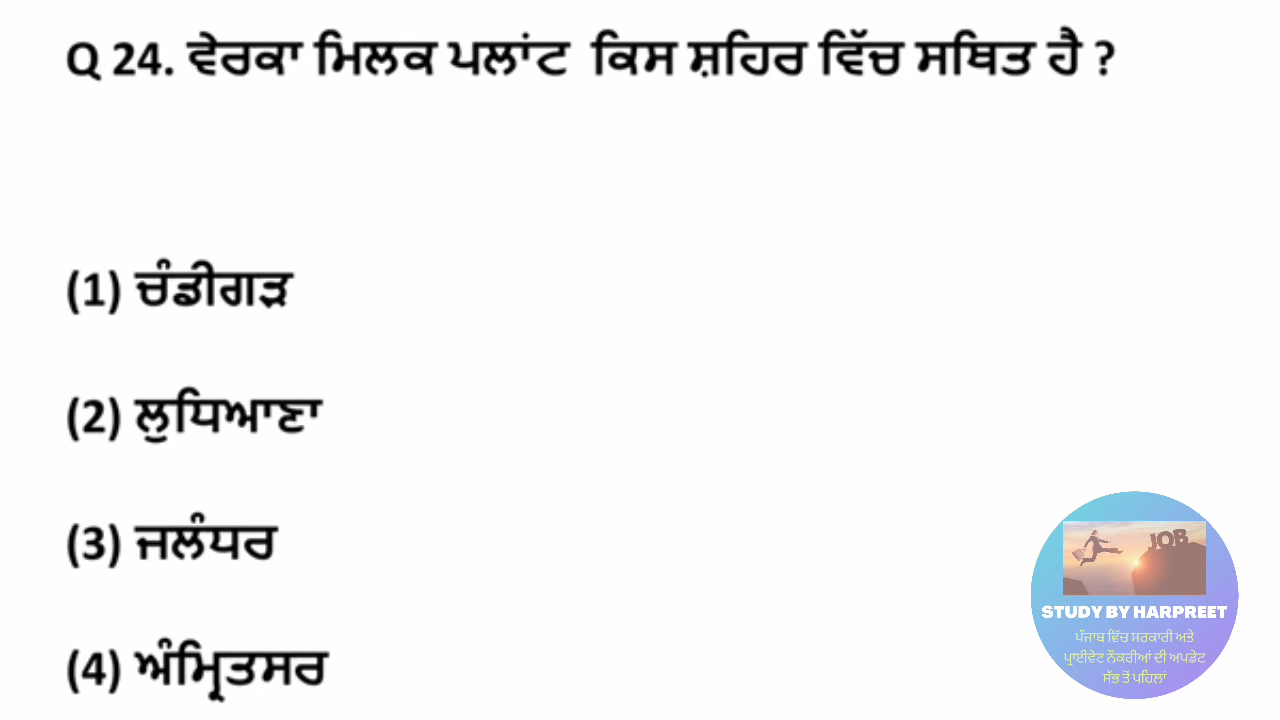 Q 24. ਵੇਰਕਾ ਮਿਲਕ ਪਲਾਂਟ ਕਿਸ ਸ਼ਹਿਰ ਵਿੱਚ ਸਥਿਤ ਹੈ ?
(1) ਚੰਡੀਗੜ
(2) ਲੁਧਿਆਣਾ
(3) ਜਲੰਧਰ
(4) ਅੰਮ੍ਰਿਤਸਰ
JOB
STUDY BY HARPREET
ਪੰਜਾਬ ਵਿੱਚ ਸਰਕਾਰੀ ਅਤੇ
ਪ੍ਰਾਈਵੇਟ ਨੌਕਰੀਆਂ ਦੀ ਅਪਡੇਟ
ਸੱਭ ਤੋਂ ਪਹਿਲਾਂ